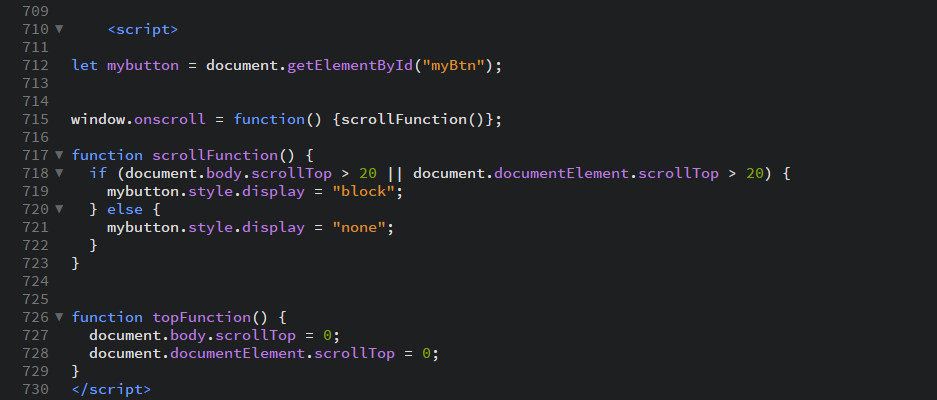 709
710 ▼     <script>
711
712 let mybutton = document.getElementById("myBtn");
713
714
715 window.onscroll = function() {scrollFunction()};
716
717 ▼ function scrollFunction() {
718 ▼   if (document.body.scrollTop > 20 || document.documentElement.scrollTop > 20) {
719     mybutton.style.display = "block";
720 ▼   } else {
721     mybutton.style.display = "none";
722   }
723 }
724
725
726 ▼ function topFunction() {
727   document.body.scrollTop = 0;
728   document.documentElement.scrollTop = 0;
729 }
730 </script>